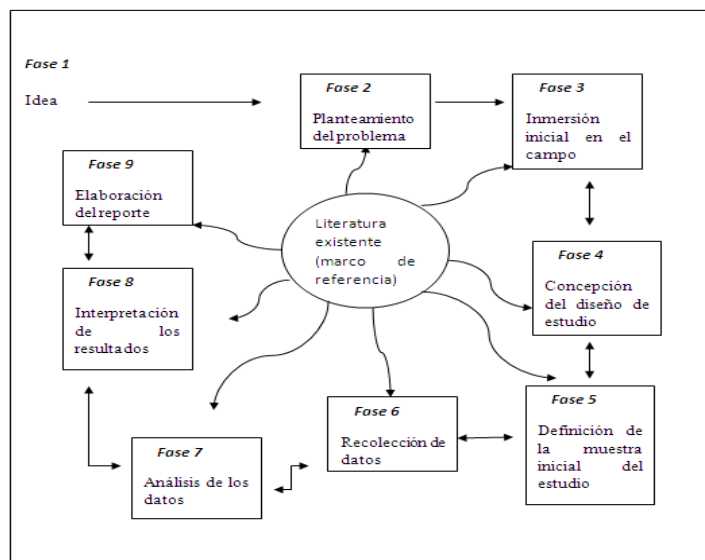 Fase 1
Idea
Fase 2
Planteamiento
del problema
Fase 3
Inmersión
inicial en el
campo
Fase 4
Concepción
del diseño de
estudio
Fase 5
Definición de
la muestra
inicial del
estudio
Fase 6
Recolección de
datos
Fase 7
Análisis de los
datos
Fase 8
Interpretación
de los
resultados
Fase 9
Elaboración
del reporte
Literatura
existente
(marco de
referencia)